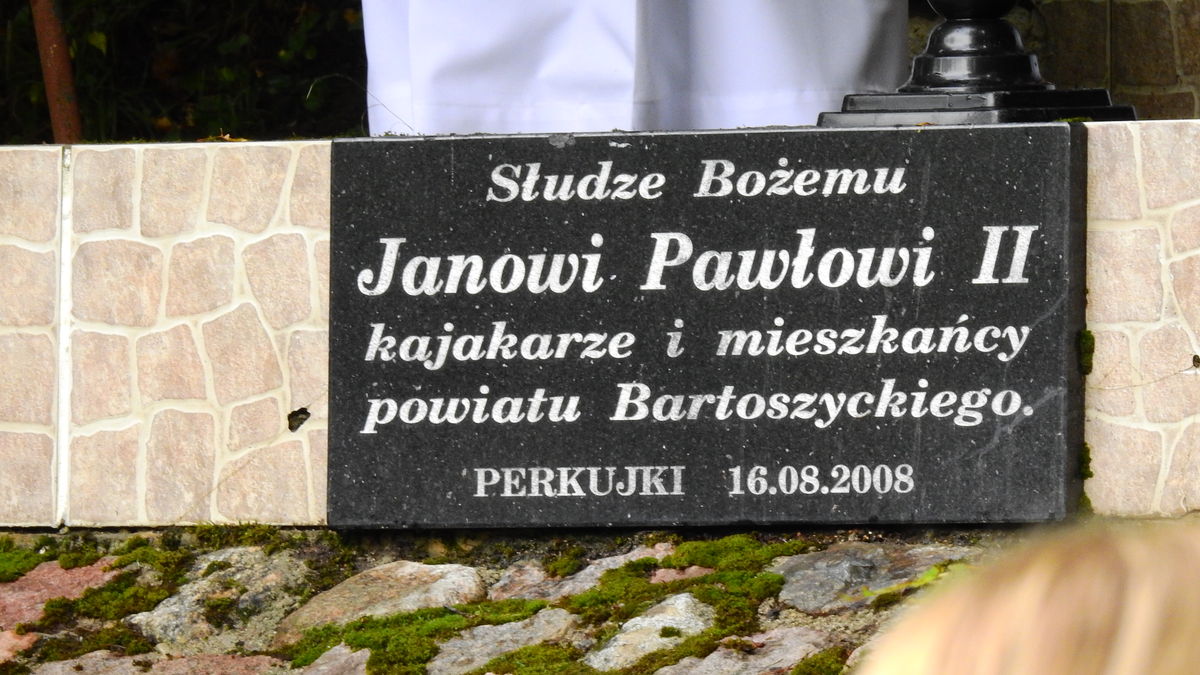 Słudze Bożemu
Janowi Pawłowi II
kajakarze i mieszkańcy
powiatu Bartoszyckiego.
PERKUJKI 16.08.2008